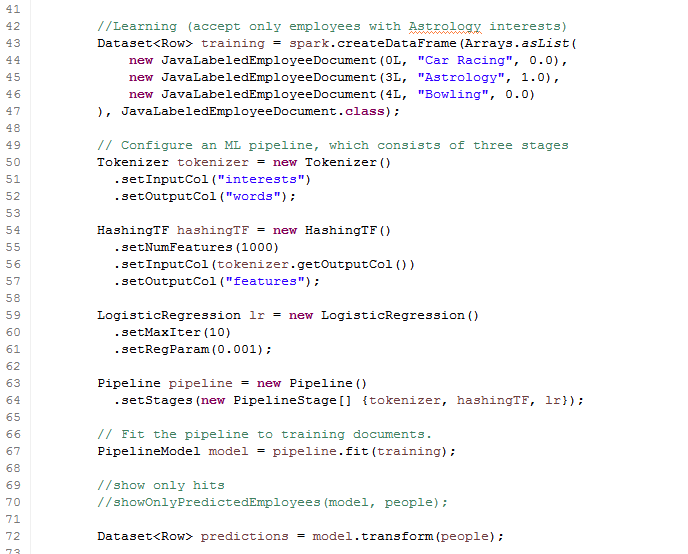 41
42 //Learning (accept only employees with Astrology interests)
43 Dataset<Row> training = spark.createDataFrame(Arrays.asList(
44 new JavaLabeledEmployeeDocument(0L, "Car Racing", 0.0),
45 new JavaLabeledEmployeeDocument(3L, "Astrology", 1.0),
46 new JavaLabeledEmployeeDocument(4L, "Bowling", 0.0)
47 ), JavaLabeledEmployeeDocument.class);
48
49 // Configure an ML pipeline, which consists of three stages
50 Tokenizer tokenizer = new Tokenizer()
51 .setInputCol("interests")
52 .setOutputCol("words");
53
54 HashingTF hashingTF = new HashingTF()
55 .setNumFeatures(1000)
56 .setInputCol(tokenizer.getOutputCol())
57 .setOutputCol("features");
58
59 LogisticRegression lr = new LogisticRegression()
60 .setMaxIter(10)
61 .setRegParam(0.001);
62
63 Pipeline pipeline = new Pipeline()
64 .setStages(new PipelineStage[] {tokenizer, hashingTF, lr});
65
66 // Fit the pipeline to training documents.
67 PipelineModel model = pipeline.fit(training);
68
69 //show only hits
70 //showOnlyPredictedEmployees(model, people);
71
72 Dataset<Row> predictions = model.transform(people);
73